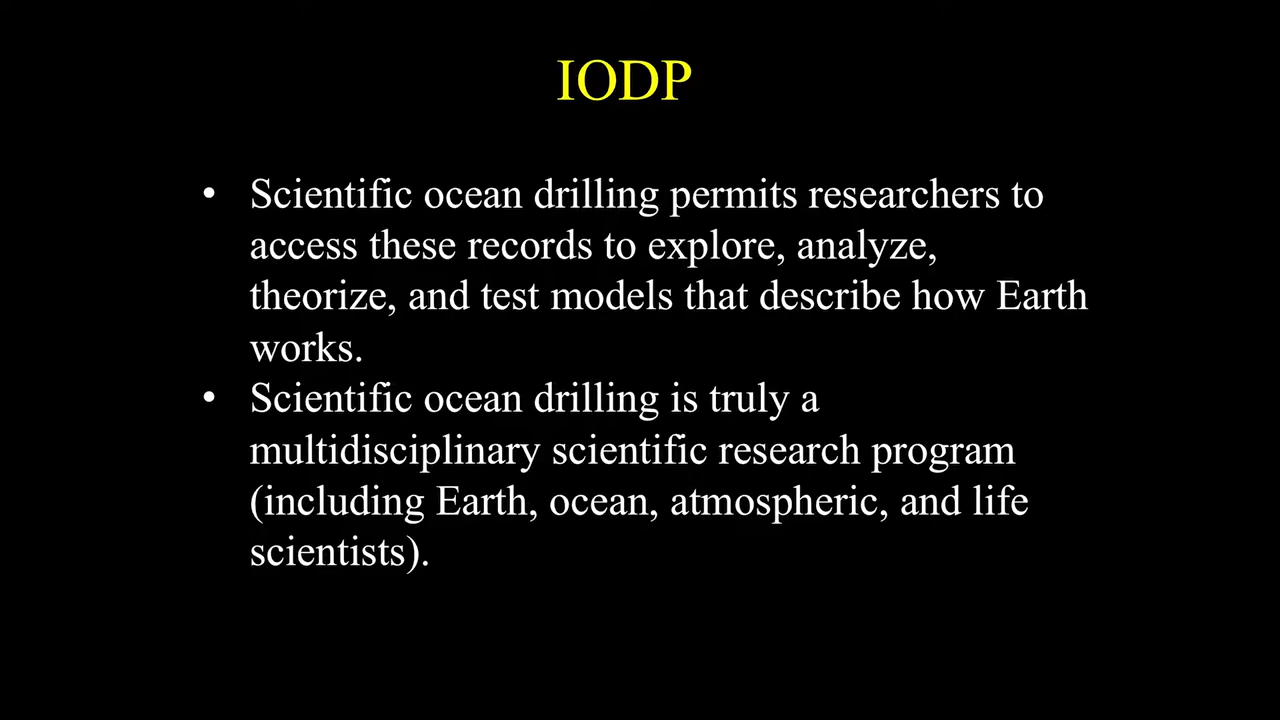 IODP
• Scientific ocean drilling permits researchers to
access these records to explore, analyze,
theorize, and test models that describe how Earth
works.
• Scientific ocean drilling is truly a
multidisciplinary scientific research program
(including Earth, ocean, atmospheric, and life
scientists).